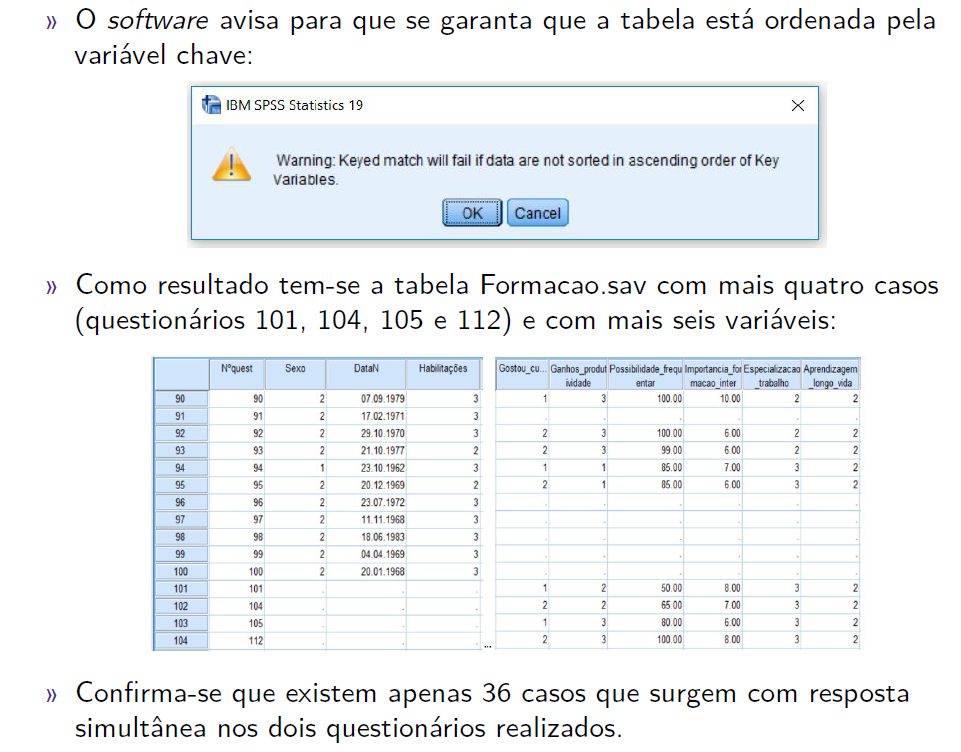 » O software avisa para que se garanta que a tabela está ordenada pela
variável chave:
IBM SPSS Statistics 19
Warning: Keyed match will fail if data are not sorted in ascending order of Key
Variables.
OK Cancel
» Como resultado tem-se a tabela Formacao.sav com mais quatro casos
(questionários 101, 104, 105 e 112) e com mais seis variáveis:
Nºquest Sexo DataN Habilitações Gostou_cu... Ganhos_produt Possibilidade_frequ Importancia_for Especializacao Aprendizagem
ividade entar macao_inter _trabalho _longo_vida
90 90 2 07.09.1979 3 1 3 100.00 10.00 2 2
91 91 2 17.02.1971 3 . . . . . .
92 92 2 29.10.1970 3 2 3 100.00 6.00 2 2
93 93 2 21.10.1977 2 2 3 99.00 6.00 2 2
94 94 1 23.10.1962 3 1 1 85.00 7.00 3 2
95 95 2 20.12.1969 2 2 1 85.00 6.00 3 2
96 96 2 23.07.1972 3 . . . . . .
97 97 2 11.11.1968 3 . . . . . .
98 98 2 18.06.1983 3 . . . . . .
99 99 2 04.04.1969 3 . . . . . .
100 100 2 20.01.1968 3 . . . . . .
101 101 . . . 1 2 50.00 8.00 3 2
102 104 . . . 2 2 65.00 7.00 3 2
103 105 . . . 1 3 80.00 6.00 3 2
104 112 . . . ... 2 3 100.00 8.00 3 2
» Confirma-se que existem apenas 36 casos que surgem com resposta
simultânea nos dois questionários realizados.